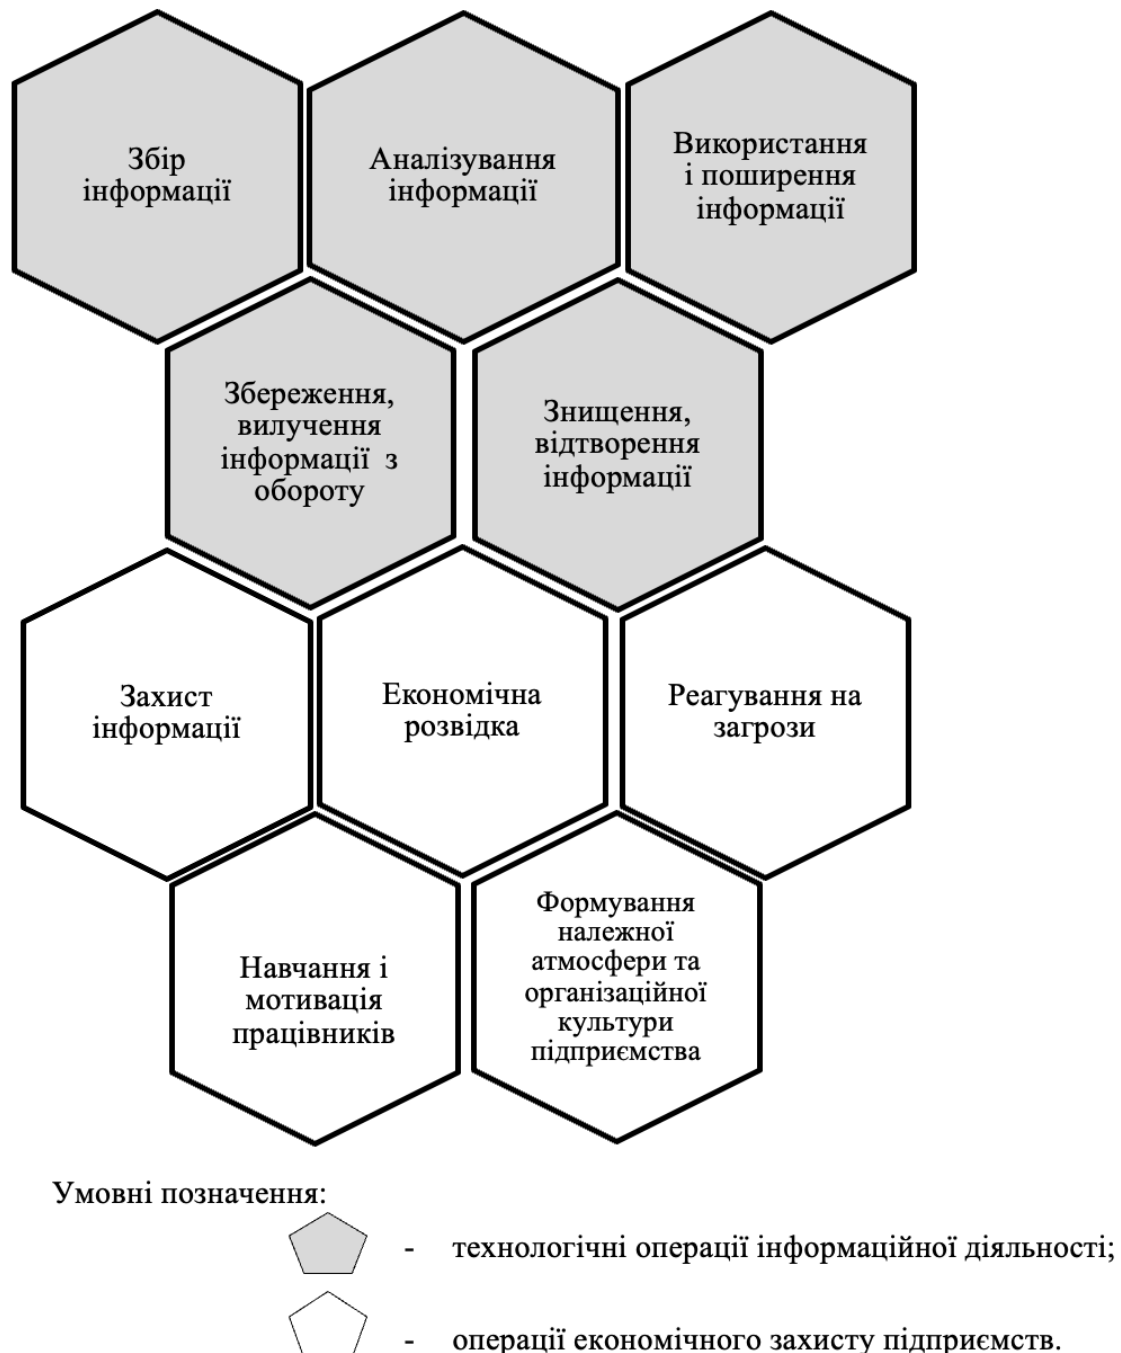 Збір
інформації
Аналізування
інформації
Використання
і поширення
інформації
Збереження,
вилучення
інформації з
обороту
Знищення,
відтворення
інформації
Захист
інформації
Економічна
розвідка
Реагування на
загрози
Навчання і
мотивація
працівників
Формування
належної
атмосфери та
організаційної
культури
підприємства
Умовні позначення:
- технологічні операції інформаційної діяльності;
- операції економічного захисту підприємств.